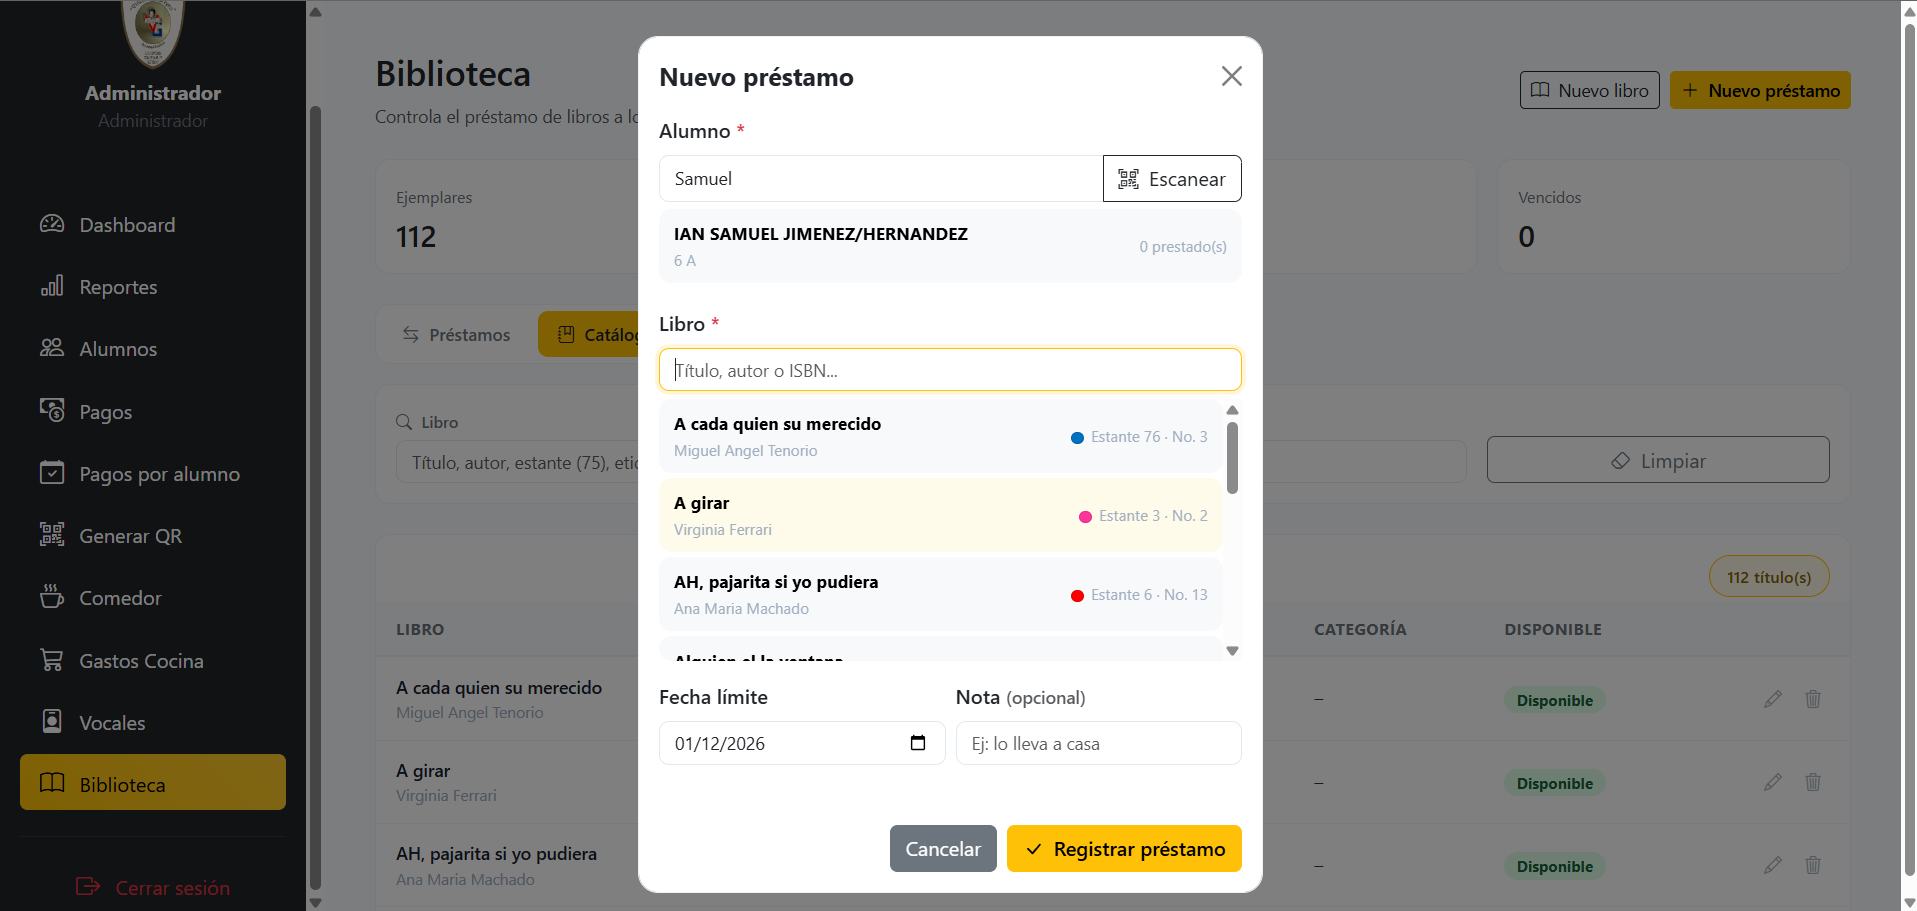 Administrador
Administrador
Dashboard
Reportes
Alumnos
Pagos
Pagos por alumno
Generar QR
Comedor
Gastos Cocina
Vocales
Biblioteca
Cerrar sesión
Biblioteca
Controla el préstamo de libros a lo
Nuevo libro
Nuevo préstamo
Ejemplares
112
Vencidos
0
Préstamos
Catálog
Libro
Título, autor, estante (75), etic
Limpiar
112 título(s)
LIBRO
CATEGORÍA
DISPONIBLE
A cada quien su merecido
Miguel Angel Tenorio
–
Disponible
A girar
Virginia Ferrari
–
Disponible
AH, pajarita si yo pudiera
Ana Maria Machado
–
Disponible
Nuevo préstamo
Alumno *
Samuel
Escanear
IAN SAMUEL JIMENEZ/HERNANDEZ
6 A
0 prestado(s)
Libro *
Título, autor o ISBN...
A cada quien su merecido
Miguel Angel Tenorio
Estante 76 · No. 3
A girar
Virginia Ferrari
Estante 3 · No. 2
AH, pajarita si yo pudiera
Ana Maria Machado
Estante 6 · No. 13
Alguien el la ventana
Fecha límite
01/12/2026
Nota (opcional)
Ej: lo lleva a casa
Cancelar
Registrar préstamo